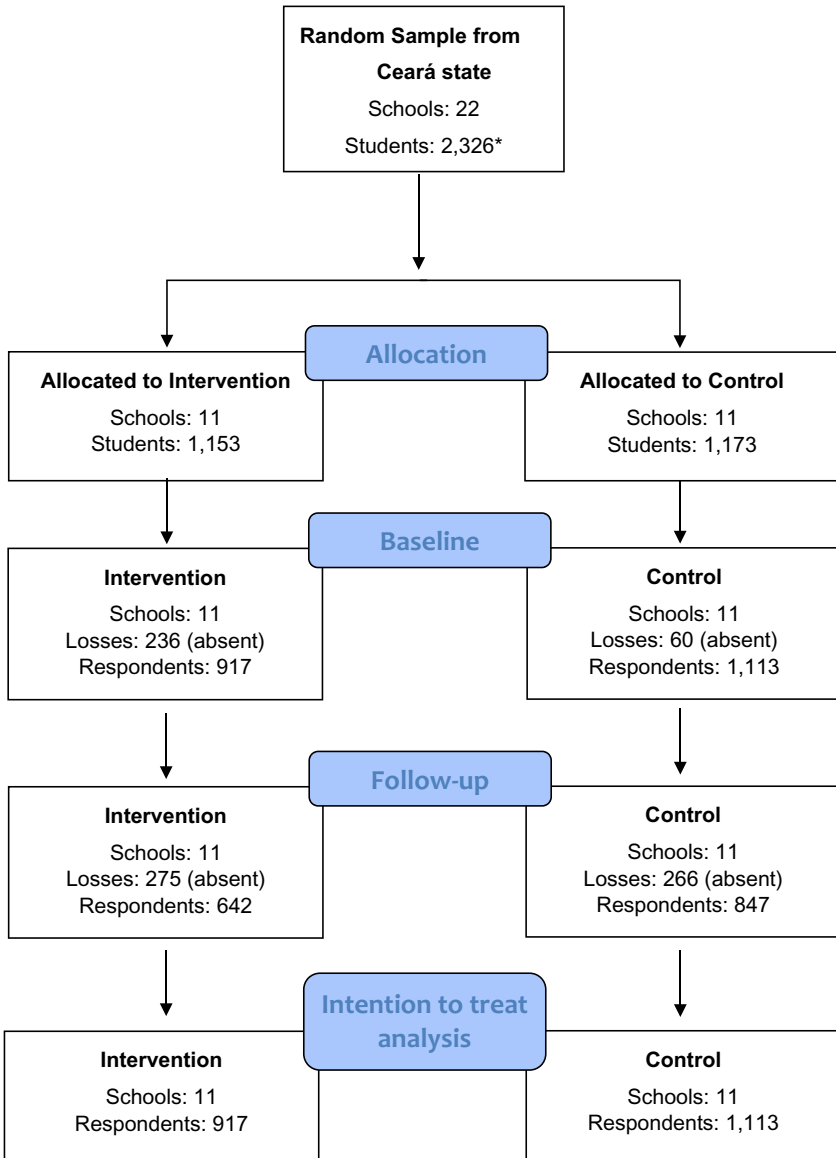 Random Sample from
Ceará state
Schools: 22
Students: 2,326*
Allocation
Allocated to Intervention
Schools: 11
Students: 1,153
Allocated to Control
Schools: 11
Students: 1,173
Baseline
Intervention
Schools: 11
Losses: 236 (absent)
Respondents: 917
Control
Schools: 11
Losses: 60 (absent)
Respondents: 1,113
Follow-up
Intervention
Schools: 11
Losses: 275 (absent)
Respondents: 642
Control
Schools: 11
Losses: 266 (absent)
Respondents: 847
Intention to treat
analysis
Intervention
Schools: 11
Respondents: 917
Control
Schools: 11
Respondents: 1,113